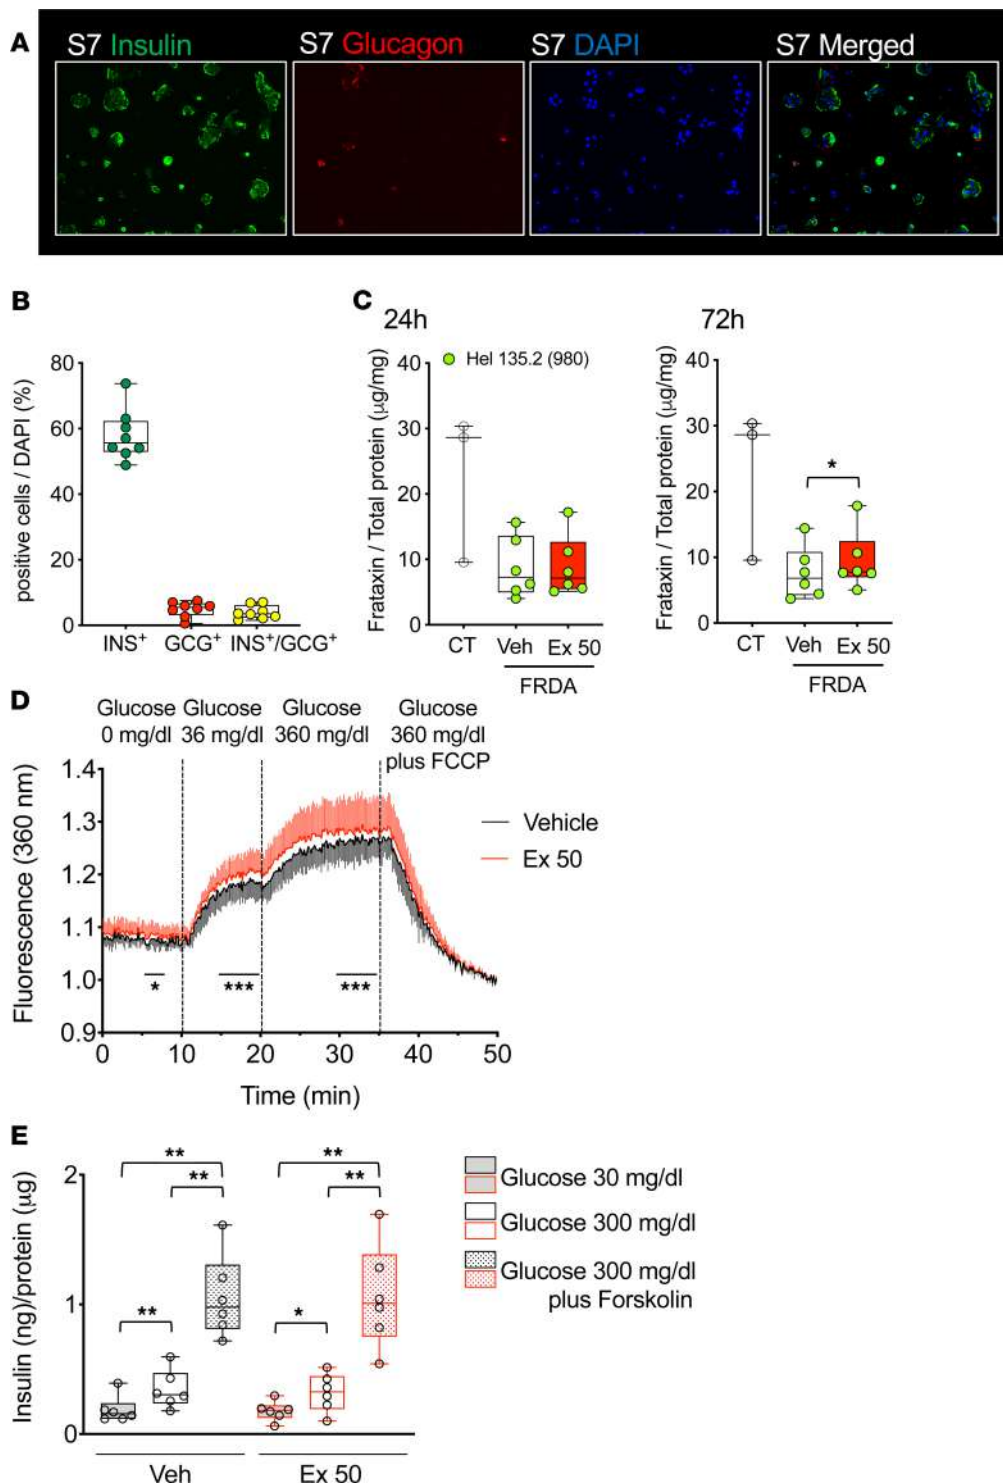 A
S7 Insulin
S7 Glucagon
S7 DAPI
S7 Merged
B
positive cells / DAPI (%)
80
60
40
20
0
INS+
GCG+
INS+/GCG+
C
24h
Hel 135.2 (980)
Frataxin / Total protein (µg/mg)
40
30
20
10
0
CT
Veh
Ex 50
FRDA
72h
Frataxin / Total protein (µg/mg)
40
30
20
10
0
*
CT
Veh
Ex 50
FRDA
D
Glucose
0 mg/dl
Glucose
36 mg/dl
Glucose
360 mg/dl
Glucose
360 mg/dl
plus FCCP
Fluorescence (360 nm)
1.4
1.3
1.2
1.1
1.0
0.9
Vehicle
Ex 50
*
***
***
0
10
20
30
40
50
Time (min)
E
Insulin (ng)/protein (µg)
2
1
0
**
**
**
**
**
*
Veh
Ex 50
Glucose 30 mg/dl
Glucose 300 mg/dl
Glucose 300 mg/dl
plus Forskolin